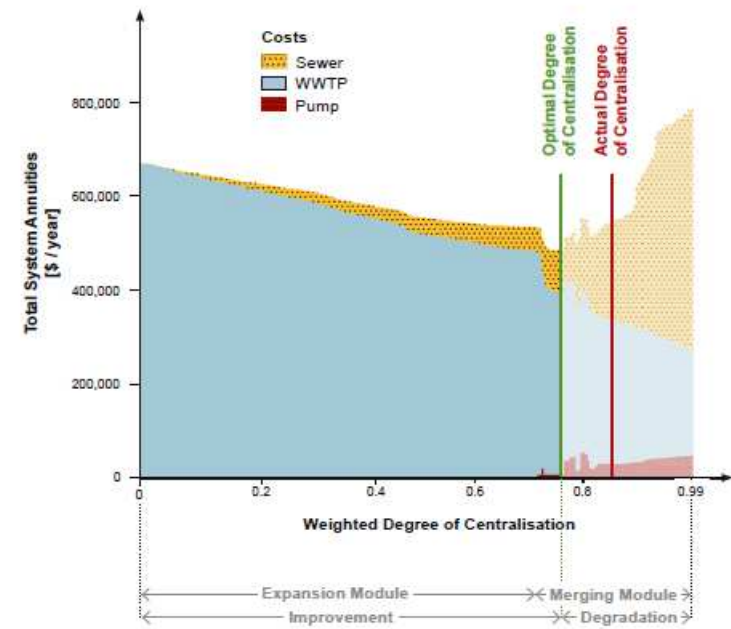 Costs
Sewer
WWTP
Pump
Optimal Degree
of Centralisation
Actual Degree
of Centralisation
Total System Annuities
[$ / year]
800,000
600,000
400,000
200,000
0
0 0.2 0.4 0.6 0.8 0.99
Weighted Degree of Centralisation
Expansion Module Merging Module
Improvement Degradation